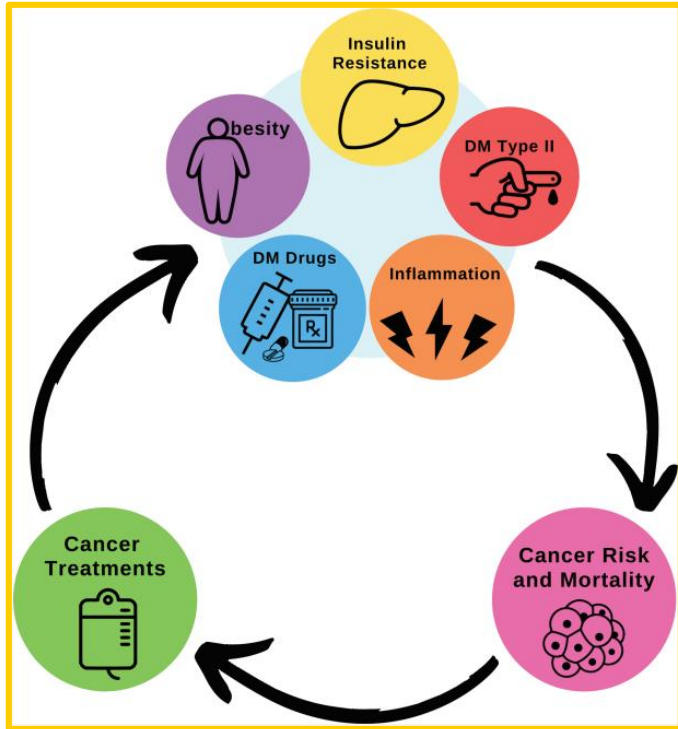 Insulin
Resistance
besity
DM Type II
DM Drugs
Rx
Inflammation
Cancer
Treatments
Cancer Risk
and Mortality